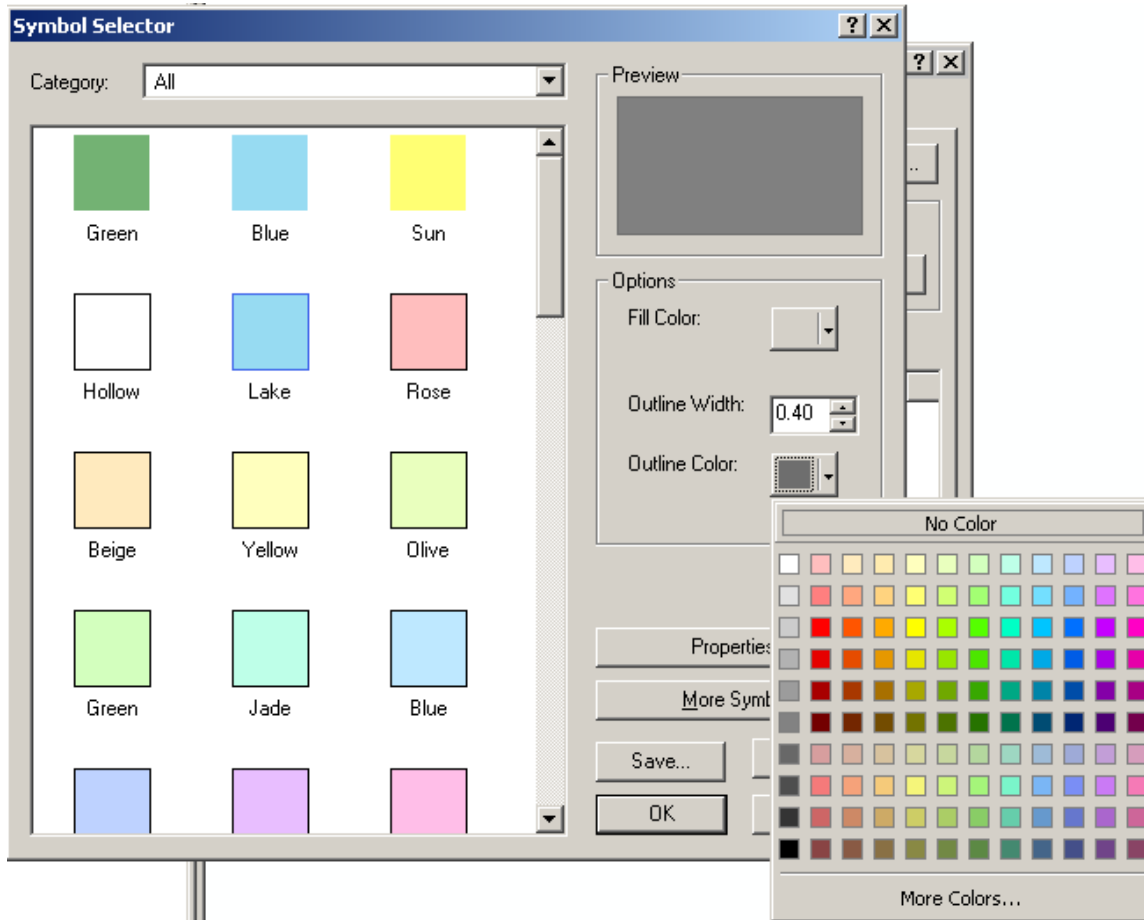 Symbol Selector
Category: All
Green Blue Sun
Hollow Lake Rose
Beige Yellow Olive
Green Jade Blue
Preview
Options
Fill Color:
Outline Width: 0.40
Outline Color:
Properties
More Symb
Save...
OK
..
No Color
More Colors...